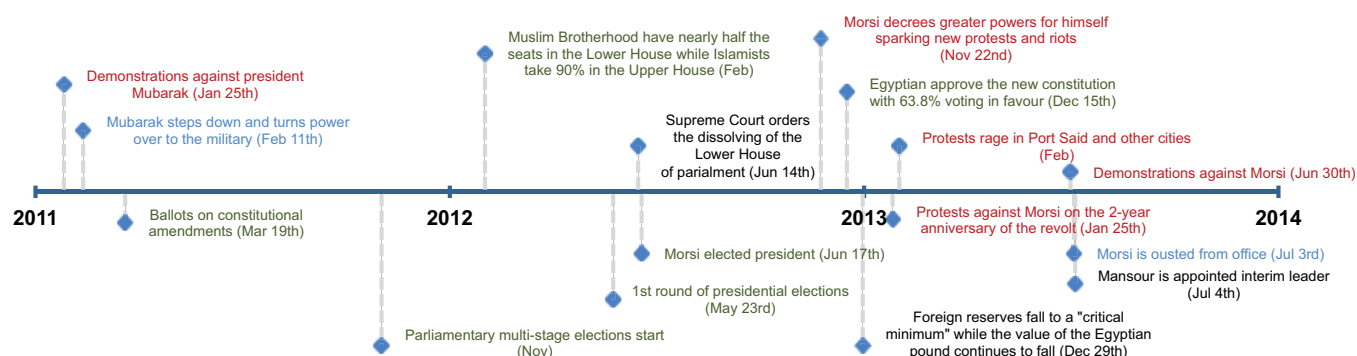 Morsi decrees greater powers for himself
sparking new protests and riots
(Nov 22nd)
Muslim Brotherhood have nearly half the
seats in the Lower House while Islamists
take 90% in the Upper House (Feb)
Demonstrations against president
Mubarak (Jan 25th)
Egyptian approve the new constitution
with 63.8% voting in favour (Dec 15th)
Mubarak steps down and turns power
over to the military (Feb 11th)
Supreme Court orders
the dissolving of the
Lower House
of parialment (Jun 14th)
Protests rage in Port Said and other cities
(Feb)
Demonstrations against Morsi (Jun 30th)
2011
2012
2013
2014
Ballots on constitutional
amendments (Mar 19th)
Protests against Morsi on the 2-year
anniversary of the revolt (Jan 25th)
Morsi elected president (Jun 17th)
Morsi is ousted from office (Jul 3rd)
Mansour is appointed interim leader
(Jul 4th)
1st round of presidential elections
(May 23rd)
Foreign reserves fall to a "critical
minimum" while the value of the Egyptian
pound continues to fall (Dec 29th)
Parliamentary multi-stage elections start
(Nov)